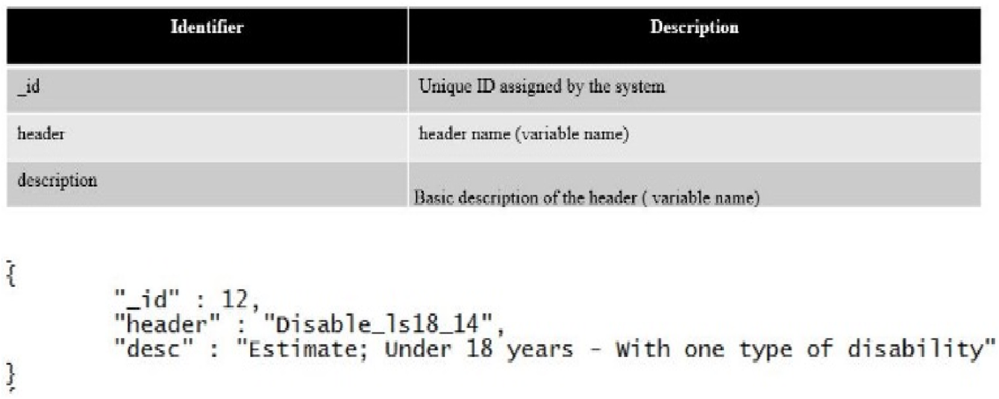 Identifier Description
_id Unique ID assigned by the system
header header name (variable name)
description
Basic description of the header ( variable name)
{
"_id" : 12,
"header" : "Disable_ls18_14",
"desc" : "Estimate; Under 18 years - With one type of disability"
}